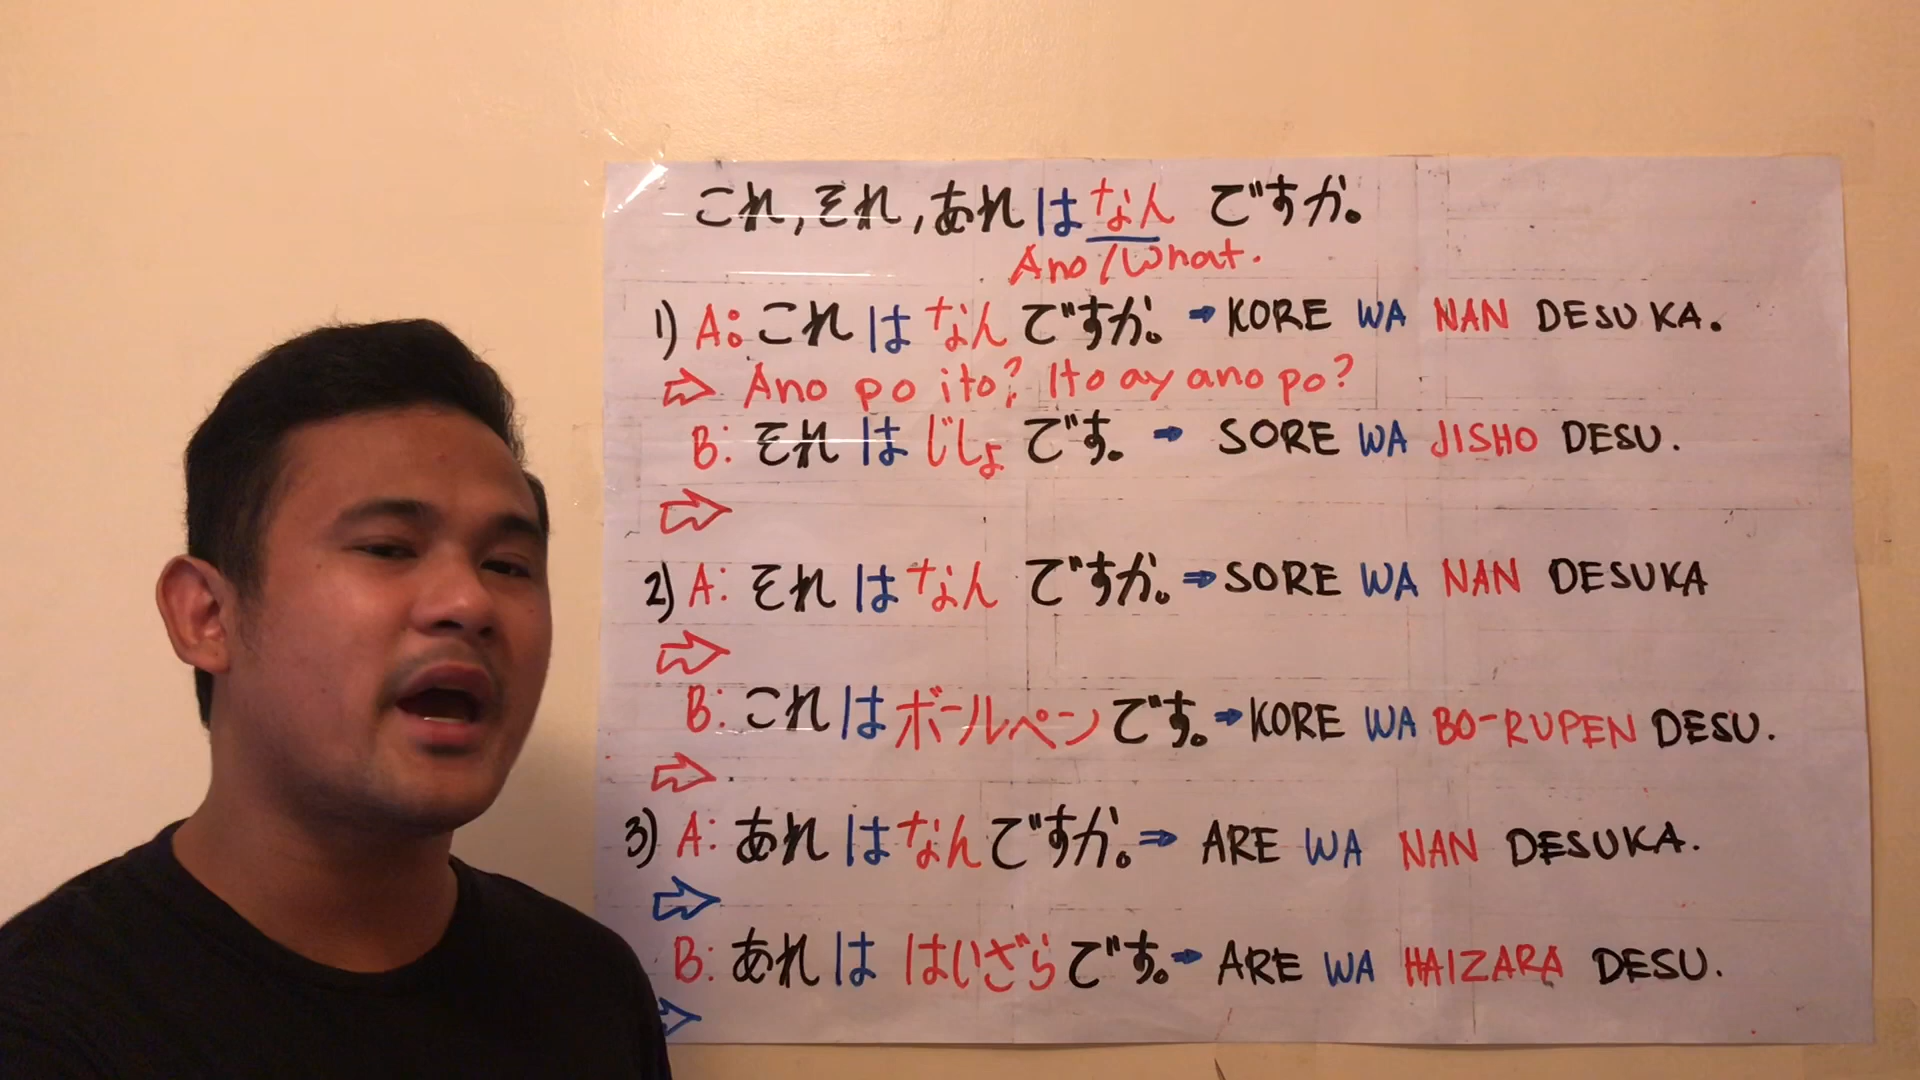 これ,それ,あれはなんですか。
Ano/What.
1) A: これはなんですか。→ KORE WA NAN DESUKA.
⇨ Ano po ito? Ito ay ano po?
B: それはじしょです。→ SORE WA JISHO DESU.
⇨
2) A: それはなんですか。→ SORE WA NAN DESUKA
⇨
B: これはボールペンです。→ KORE WA BO-RUPEN DESU.
⇨
3) A: あれはなんですか。→ ARE WA NAN DESUKA.
⇨
B: あれははいざらです。→ ARE WA HAIZARA DESU.
⇨